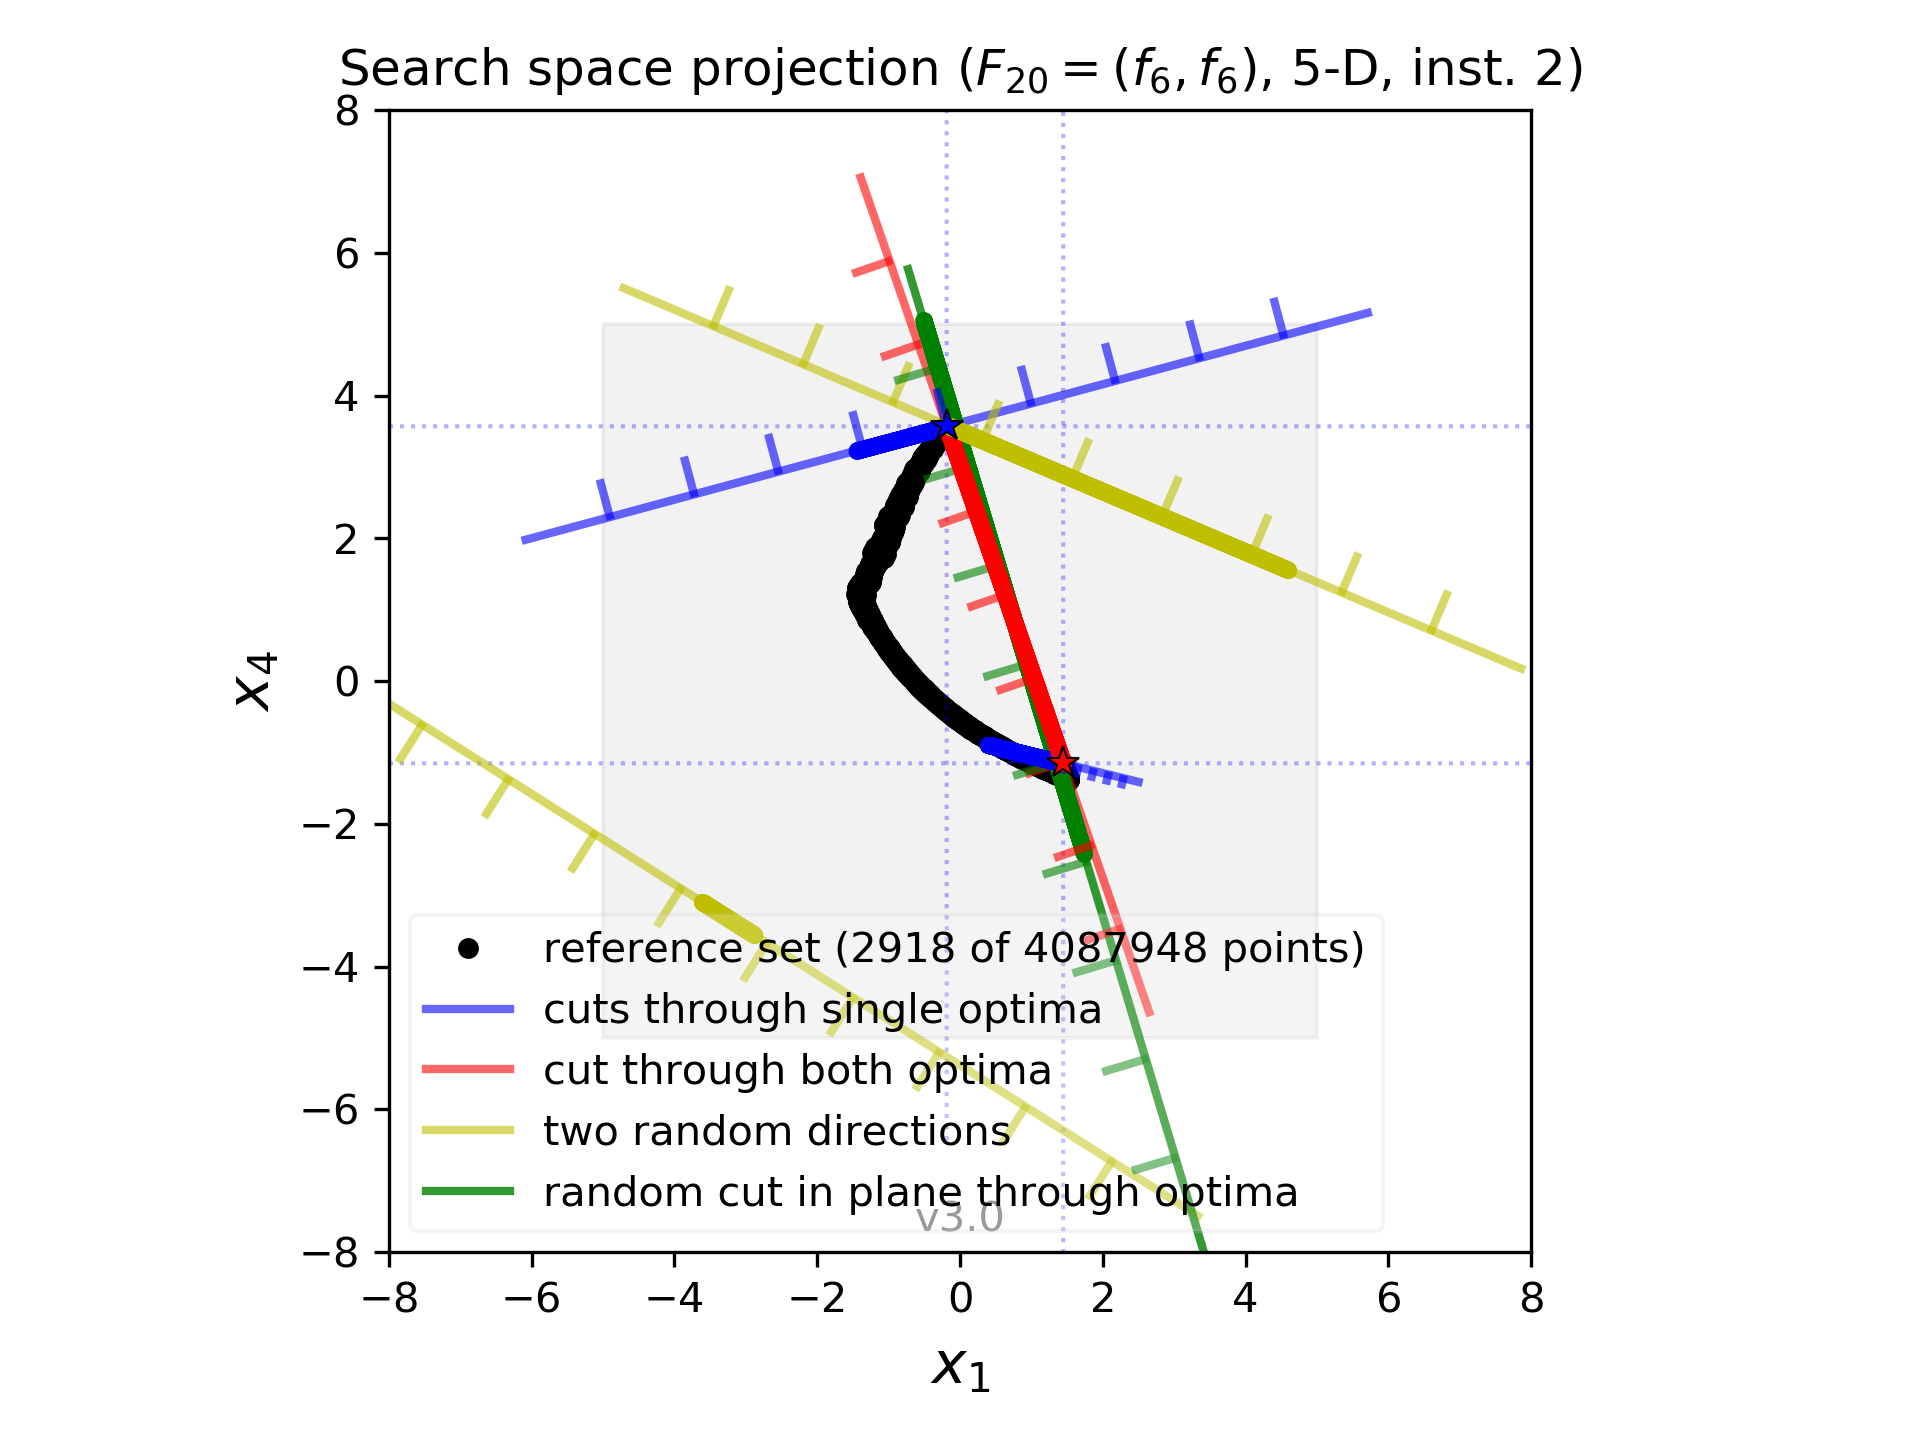 Search space projection (F20 = (f6, f6), 5-D, inst. 2)
8
6
4
2
0
−2
−4
−6
−8
x4
reference set (2918 of 4087948 points)
cuts through single optima
cut through both optima
two random directions
random cut in plane through optima
v3.0
−8 −6 −4 −2 0 2 4 6 8
x1